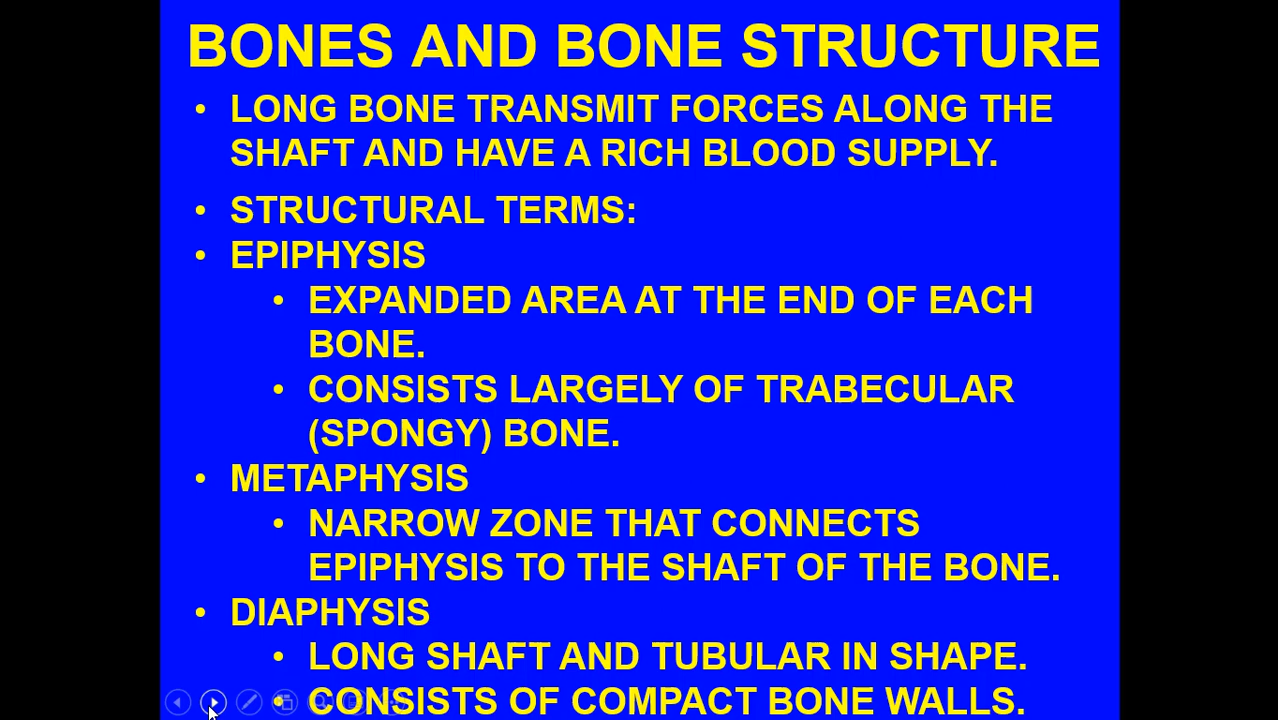 BONES AND BONE STRUCTURE
• LONG BONE TRANSMIT FORCES ALONG THE
SHAFT AND HAVE A RICH BLOOD SUPPLY.
• STRUCTURAL TERMS:
• EPIPHYSIS
• EXPANDED AREA AT THE END OF EACH
BONE.
• CONSISTS LARGELY OF TRABECULAR
(SPONGY) BONE.
• METAPHYSIS
• NARROW ZONE THAT CONNECTS
EPIPHYSIS TO THE SHAFT OF THE BONE.
• DIAPHYSIS
• LONG SHAFT AND TUBULAR IN SHAPE.
• CONSISTS OF COMPACT BONE WALLS.